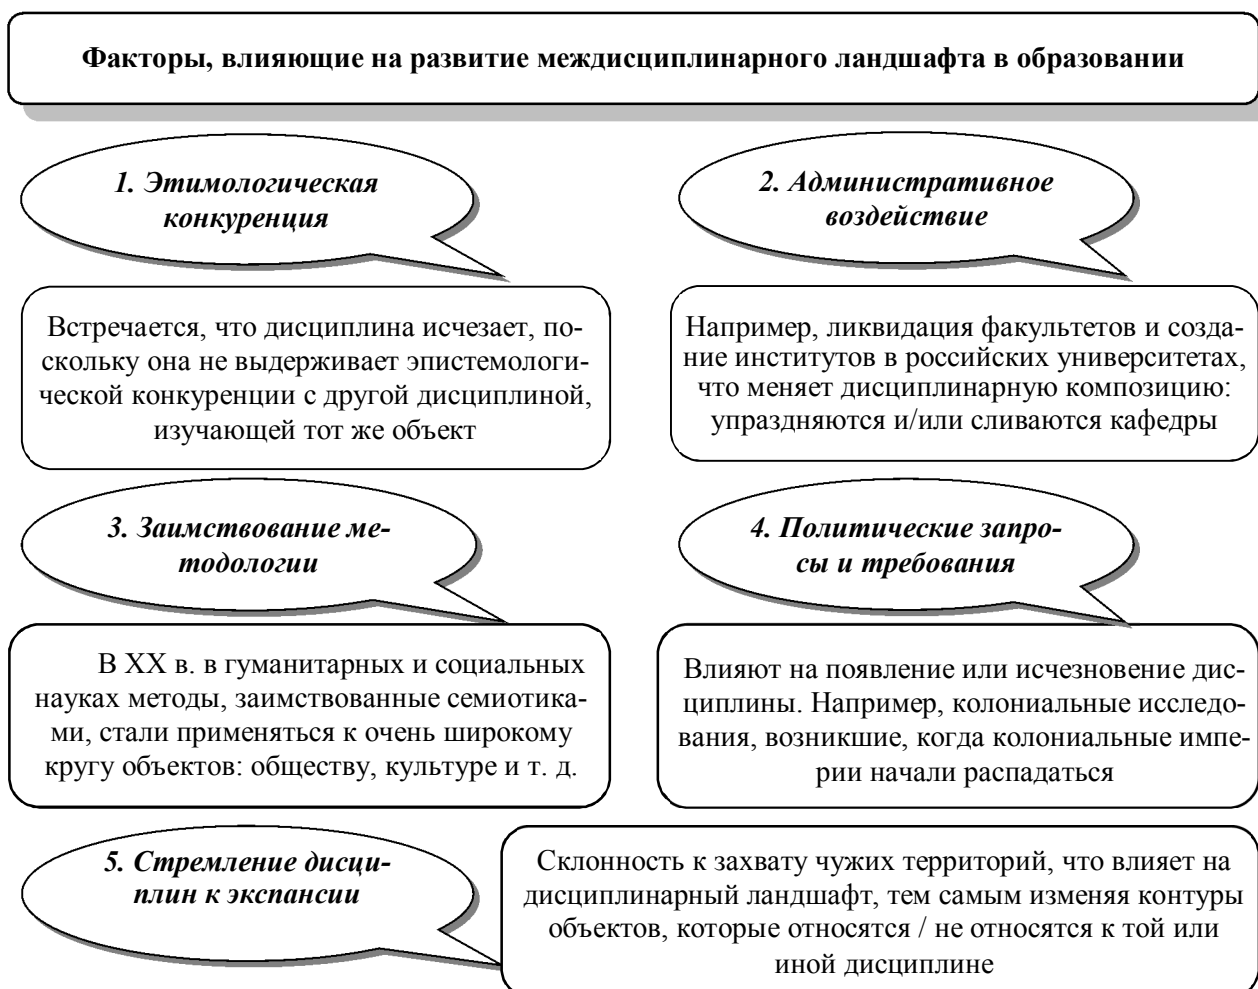 Факторы, влияющие на развитие междисциплинарного ландшафта в образовании
1. Этимологическая
конкуренция
Встречается, что дисциплина исчезает, по-
скольку она не выдерживает эпистемологи-
ческой конкуренции с другой дисциплиной,
изучающей тот же объект
2. Административное
воздействие
Например, ликвидация факультетов и созда-
ние институтов в российских университетах,
что меняет дисциплинарную композицию:
упраздняются и/или сливаются кафедры
3. Заимствование ме-
тодологии
В XX в. в гуманитарных и социальных
науках методы, заимствованные семиотика-
ми, стали применяться к очень широкому
кругу объектов: обществу, культуре и т. д.
4. Политические запро-
сы и требования
Влияют на появление или исчезновение дис-
циплины. Например, колониальные исследо-
вания, возникшие, когда колониальные импе-
рии начали распадаться
5. Стремление дисци-
плин к экспансии
Склонность к захвату чужих территорий, что влияет на
дисциплинарный ландшафт, тем самым изменяя контуры
объектов, которые относятся / не относятся к той или
иной дисциплине